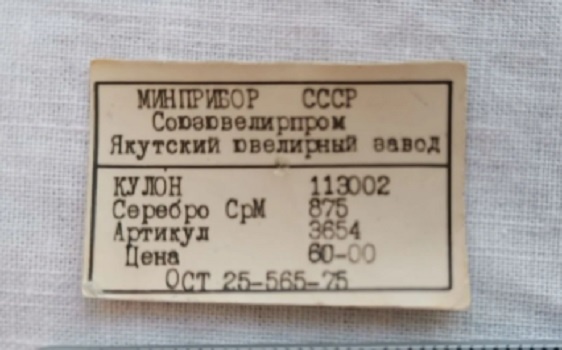 МИНПРИБОР СССР
Союзювелирпром
Якутский ювелирный завод
КУЛОН 113002
Серебро СрМ 875
Артикул 3654
Цена 60-00
ОСТ 25-565-75